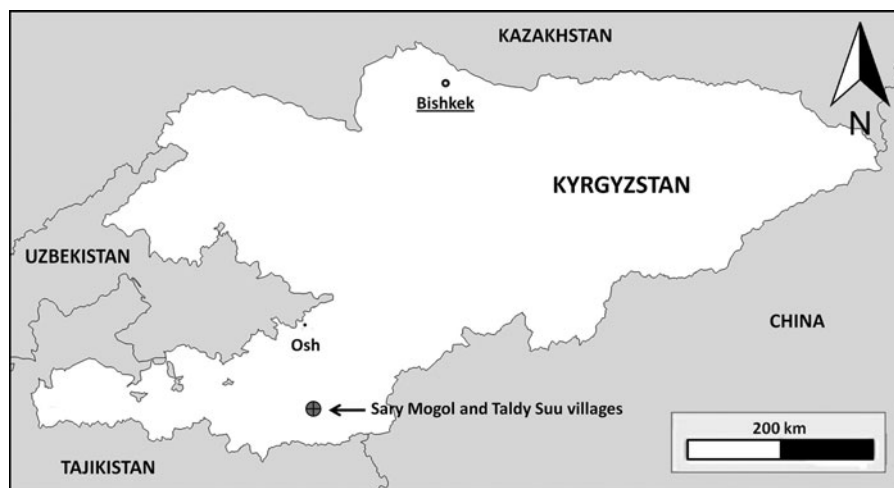 KAZAKHSTAN
Bishkek
N
KYRGYZSTAN
UZBEKISTAN
CHINA
Osh
Sary Mogol and Taldy Suu villages
200 km
TAJIKISTAN